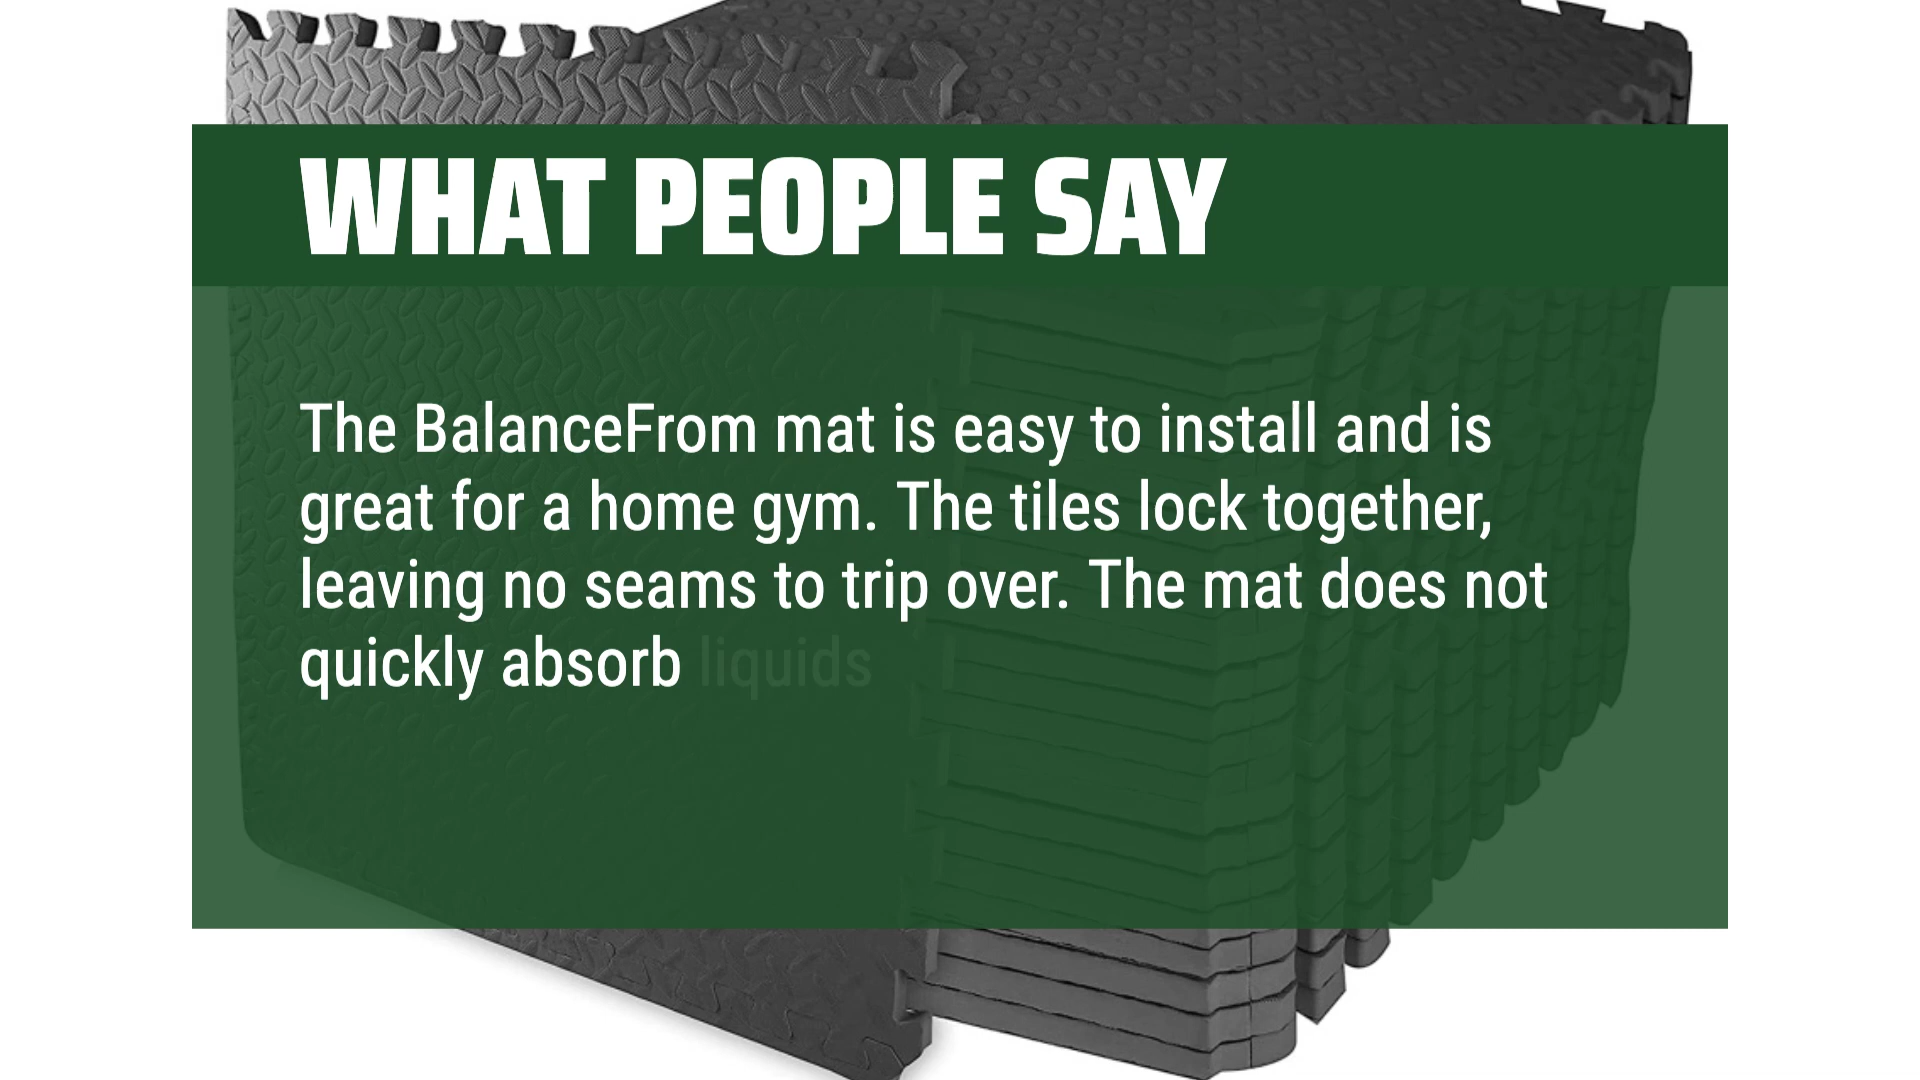 WHAT PEOPLE SAY
The BalanceFrom mat is easy to install and is
great for a home gym. The tiles lock together,
leaving no seams to trip over. The mat does not
quickly absorb liquids